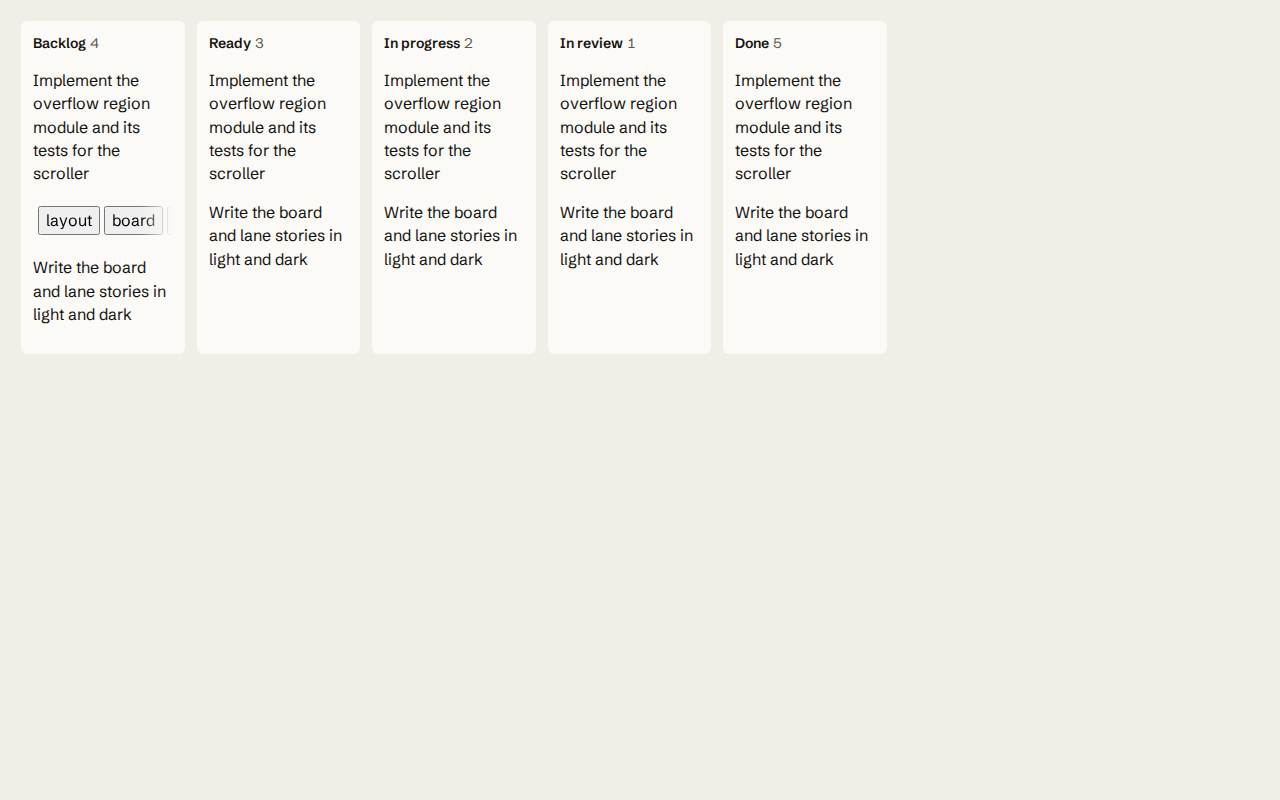 Backlog 4
Implement the
overflow region
module and its
tests for the
scroller
layout board
Write the board
and lane stories in
light and dark
Ready 3
Implement the
overflow region
module and its
tests for the
scroller
Write the board
and lane stories in
light and dark
In progress 2
Implement the
overflow region
module and its
tests for the
scroller
Write the board
and lane stories in
light and dark
In review 1
Implement the
overflow region
module and its
tests for the
scroller
Write the board
and lane stories in
light and dark
Done 5
Implement the
overflow region
module and its
tests for the
scroller
Write the board
and lane stories in
light and dark